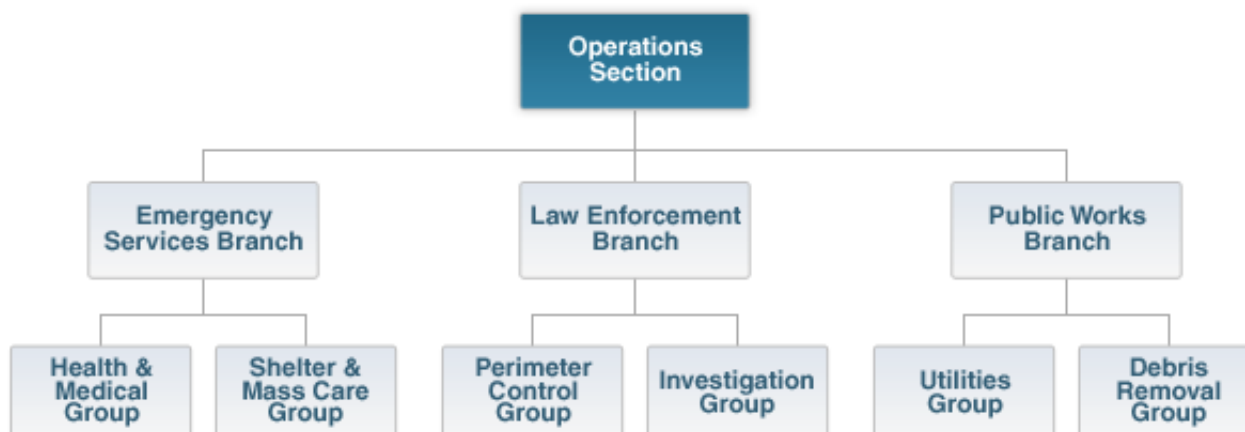 Operations
Section
Emergency
Services Branch
Law Enforcement
Branch
Public Works
Branch
Health &
Medical
Group
Shelter &
Mass Care
Group
Perimeter
Control
Group
Investigation
Group
Utilities
Group
Debris
Removal
Group